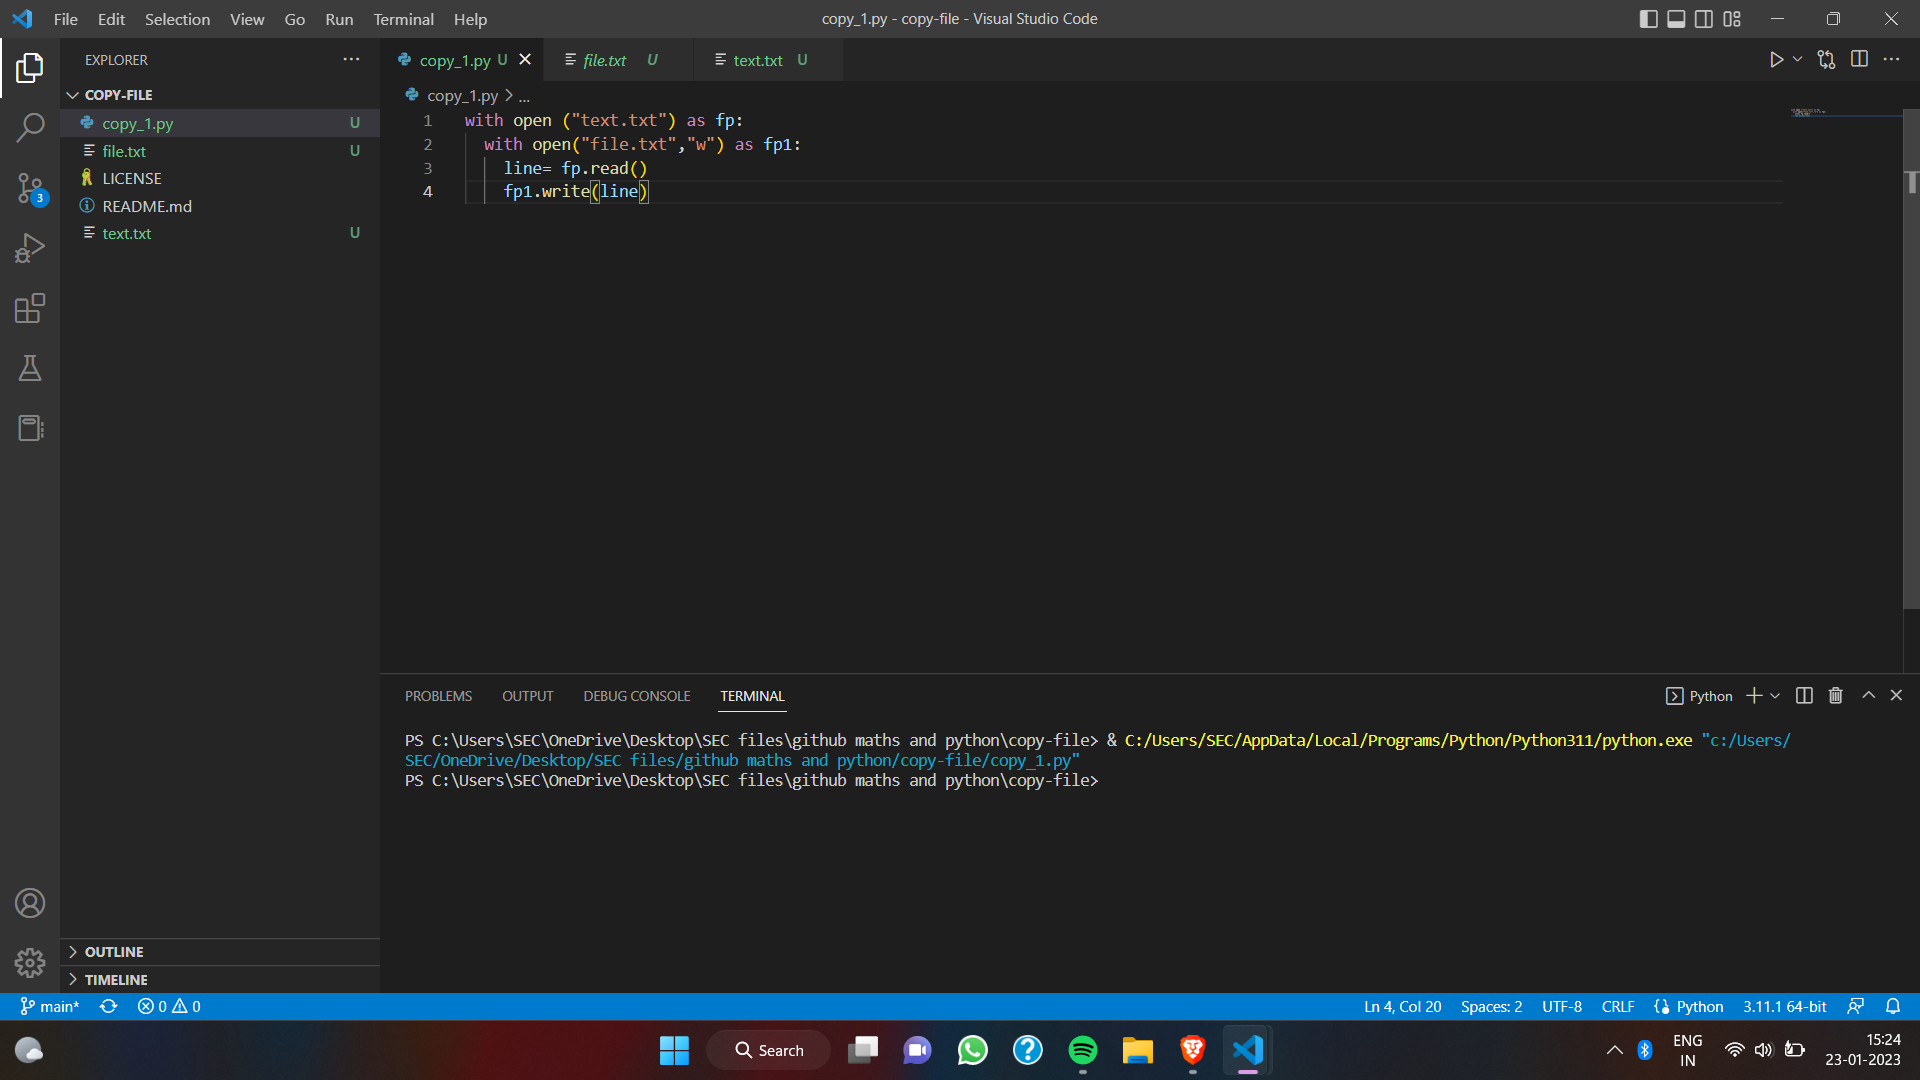 File Edit Selection View Go Run Terminal Help
copy_1.py - copy-file - Visual Studio Code
EXPLORER
COPY-FILE
copy_1.py U
file.txt U
LICENSE
README.md
text.txt U
3
OUTLINE
TIMELINE
copy_1.py U
file.txt U
text.txt U
copy_1.py > ...
1 with open ("text.txt") as fp:
2 with open("file.txt","w") as fp1:
3 line= fp.read()
4 fp1.write(line)
PROBLEMS OUTPUT DEBUG CONSOLE TERMINAL
Python
PS C:\Users\SEC\OneDrive\Desktop\SEC files\github maths and python\copy-file> & C:/Users/SEC/AppData/Local/Programs/Python/Python311/python.exe "c:/Users/
SEC/OneDrive/Desktop/SEC files/github maths and python/copy-file/copy_1.py"
PS C:\Users\SEC\OneDrive\Desktop\SEC files\github maths and python\copy-file>
main* 0 0
Ln 4, Col 20 Spaces: 2 UTF-8 CRLF Python 3.11.1 64-bit
Search
ENG
IN
15:24
23-01-2023